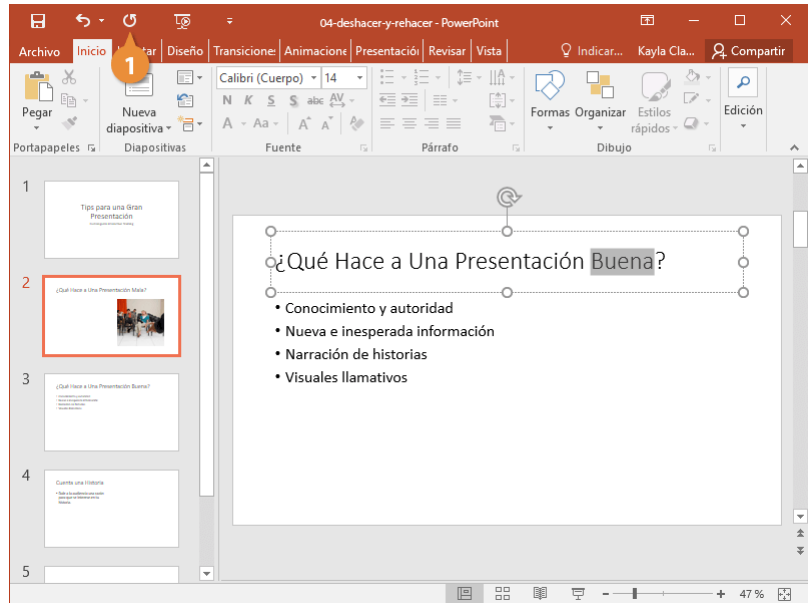 04-deshacer-y-rehacer - PowerPoint
Archivo Inicio tar Diseño Transicione: Animacione Presentació Revisar Vista Indicar... Kayla Cla... Compartir
1
Pegar
Nueva diapositiva
Calibri (Cuerpo) 14
N K S S abc AV
A Aa A A
Formas Organizar Estilos rápidos
Edición
Portapapeles Diapositivas Fuente Párrafo Dibujo
1
Tips para una Gran
Presentación
2
¿Qué Hace a Una Presentación Mala?
3
¿Qué Hace a Una Presentación Buena?
4
Cuenta una Historia
5
¿Qué Hace a Una Presentación Buena?
• Conocimiento y autoridad
• Nueva e inesperada información
• Narración de historias
• Visuales llamativos
47 %